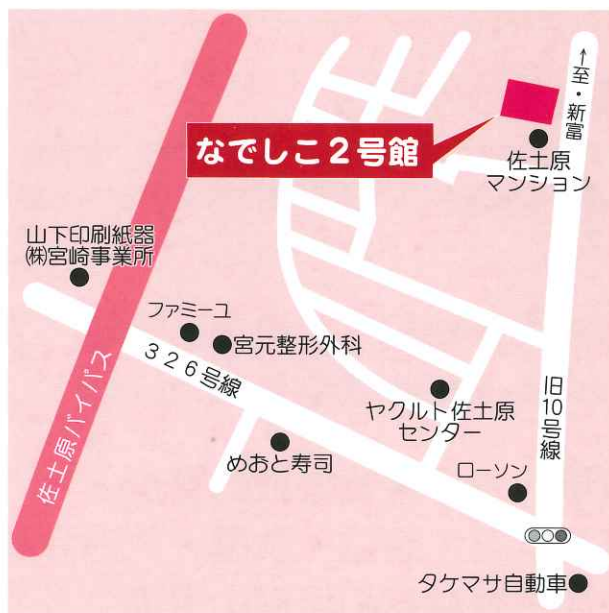 ↑至・新富
なでしこ２号館
佐土原
マンション
山下印刷紙器
㈱宮崎事業所
ファミーユ
宮元整形外科
３２６号線
佐土原バイパス
ヤクルト佐土原
センター
旧10号線
めおと寿司
ローソン
タケマサ自動車